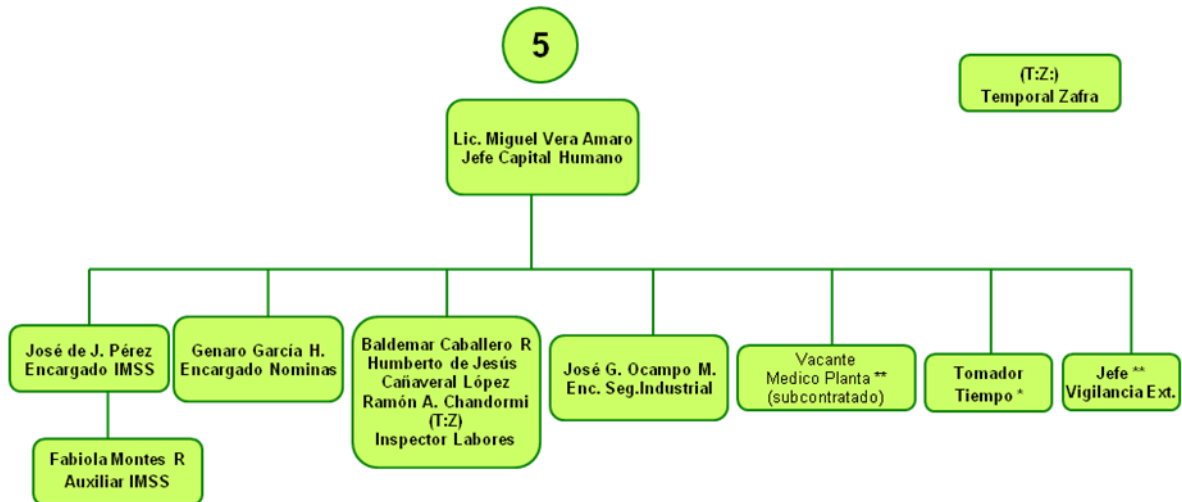 5
(T:Z:)
Temporal Zafra
Lic. Miguel Vera Amaro
Jefe Capital Humano
José de J. Pérez
Encargado IMSS
Genaro García H.
Encargado Nominas
Baldemar Caballero R
Humberto de Jesús
Cañaveral López
Ramón A. Chandormi
(T:Z)
Inspector Labores
José G. Ocampo M.
Enc. Seg.Industrial
Vacante
Medico Planta **
(subcontratado)
Tomador
Tiempo *
Jefe **
Vigilancia Ext.
Fabiola Montes R
Auxiliar IMSS